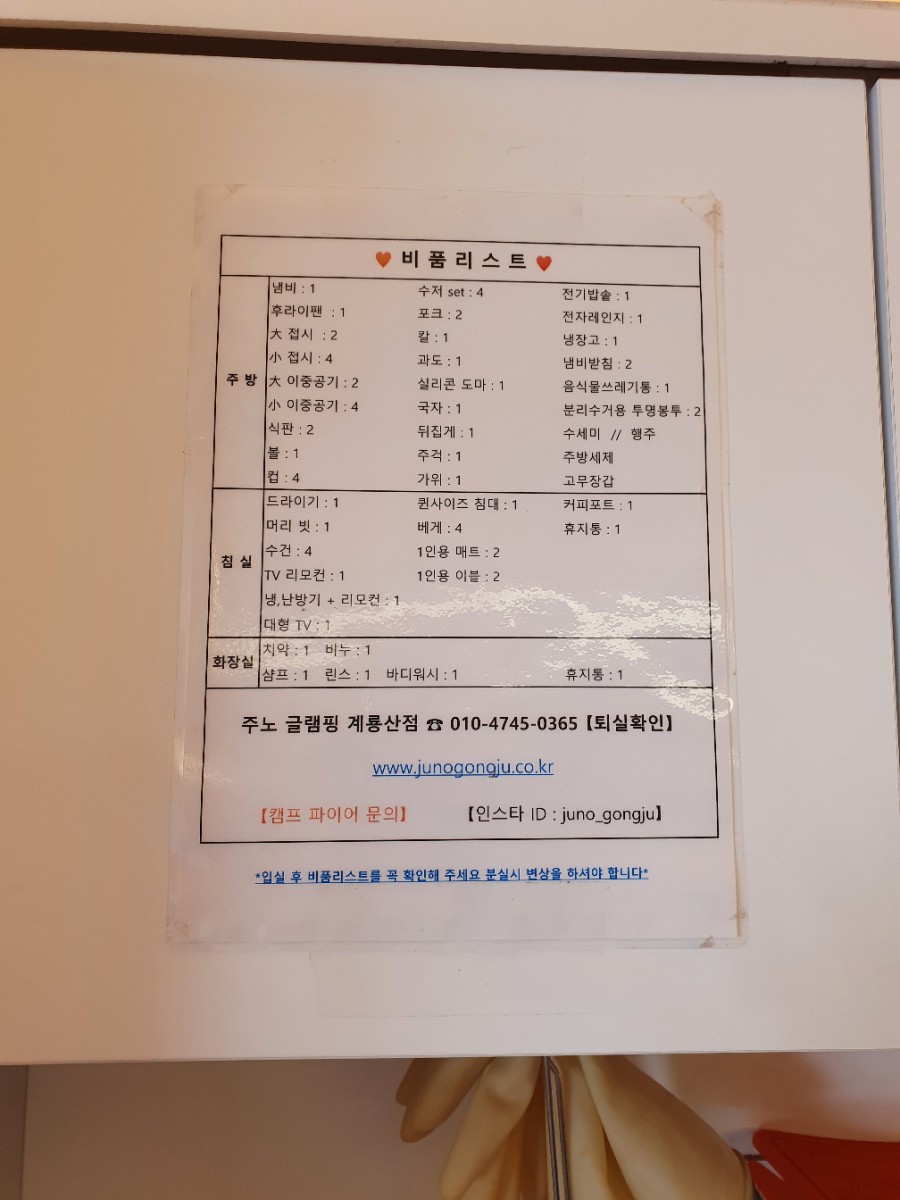 ♥ 비품리스트 ♥
주방
냄비 : 1 수저 set : 4 전기밥솥 : 1
후라이팬 : 1 포크 : 2 전자레인지 : 1
大 접시 : 2 칼 : 1 냉장고 : 1
小 접시 : 4 과도 : 1 냄비받침 : 2
大 이중공기 : 2 실리콘 도마 : 1 음식물쓰레기통 : 1
小 이중공기 : 4 국자 : 1 분리수거용 투명봉투 : 2
식판 : 2 뒤집게 : 1 수세미 // 행주
볼 : 1 주걱 : 1 주방세제
컵 : 4 가위 : 1 고무장갑
침실
드라이기 : 1 퀸사이즈 침대 : 1 커피포트 : 1
머리 빗 : 1 베게 : 4 휴지통 : 1
수건 : 4 1인용 매트 : 2
TV 리모컨 : 1 1인용 이블 : 2
냉,난방기 + 리모컨 : 1
대형 TV : 1
화장실
치약 : 1 비누 : 1
샴프 : 1 린스 : 1 바디워시 : 1 휴지통 : 1
주노 글램핑 계룡산점 ☎ 010-4745-0365 【퇴실확인】
www.junogongju.co.kr
【캠프 파이어 문의】 【인스타 ID : juno_gongju】
*입실 후 비품리스트를 꼭 확인해 주세요 분실시 변상을 하셔야 합니다*